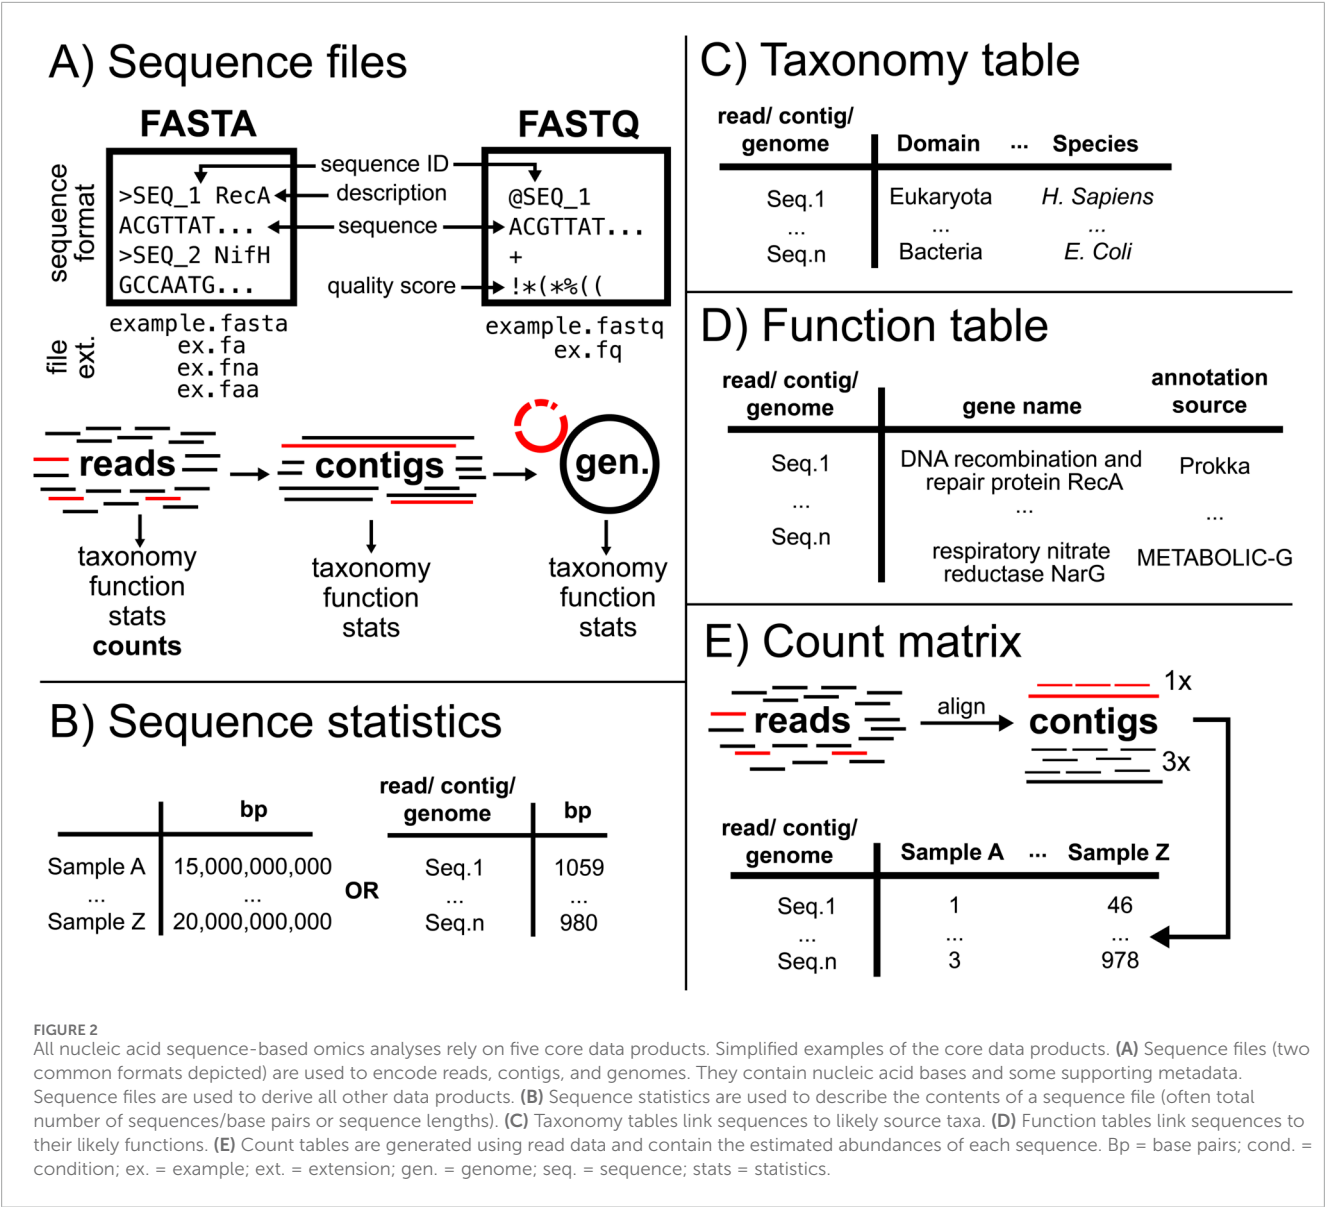 A) Sequence files
FASTA
FASTQ
sequence format
sequence ID
description
sequence
quality score
>SEQ_1 RecA
ACGTTAT...
>SEQ_2 NifH
GCCAATG...
@SEQ_1
ACGTTAT...
+
!*(*%((
file ext.
example.fasta
ex.fa
ex.fna
ex.faa
example.fastq
ex.fq
reads
contigs
gen.
taxonomy
function
stats
counts
taxonomy
function
stats
taxonomy
function
stats
B) Sequence statistics
bp
Sample A 15,000,000,000
... ...
Sample Z 20,000,000,000
OR
read/ contig/
genome bp
Seq.1 1059
... ...
Seq.n 980
C) Taxonomy table
read/ contig/
genome Domain ... Species
Seq.1 Eukaryota H. Sapiens
... ... ...
Seq.n Bacteria E. Coli
D) Function table
read/ contig/
genome
gene name
annotation
source
Seq.1
DNA recombination and
repair protein RecA
Prokka
... ... ...
Seq.n
respiratory nitrate
reductase NarG
METABOLIC-G
E) Count matrix
reads
align
contigs
1x
3x
read/ contig/
genome Sample A ... Sample Z
Seq.1 1 46
... ... ...
Seq.n 3 978
FIGURE 2
All nucleic acid sequence-based omics analyses rely on five core data products. Simplified examples of the core data products. (A) Sequence files (two
common formats depicted) are used to encode reads, contigs, and genomes. They contain nucleic acid bases and some supporting metadata.
Sequence files are used to derive all other data products. (B) Sequence statistics are used to describe the contents of a sequence file (often total
number of sequences/base pairs or sequence lengths). (C) Taxonomy tables link sequences to likely source taxa. (D) Function tables link sequences to
their likely functions. (E) Count tables are generated using read data and contain the estimated abundances of each sequence. Bp = base pairs; cond. =
condition; ex. = example; ext. = extension; gen. = genome; seq. = sequence; stats = statistics.